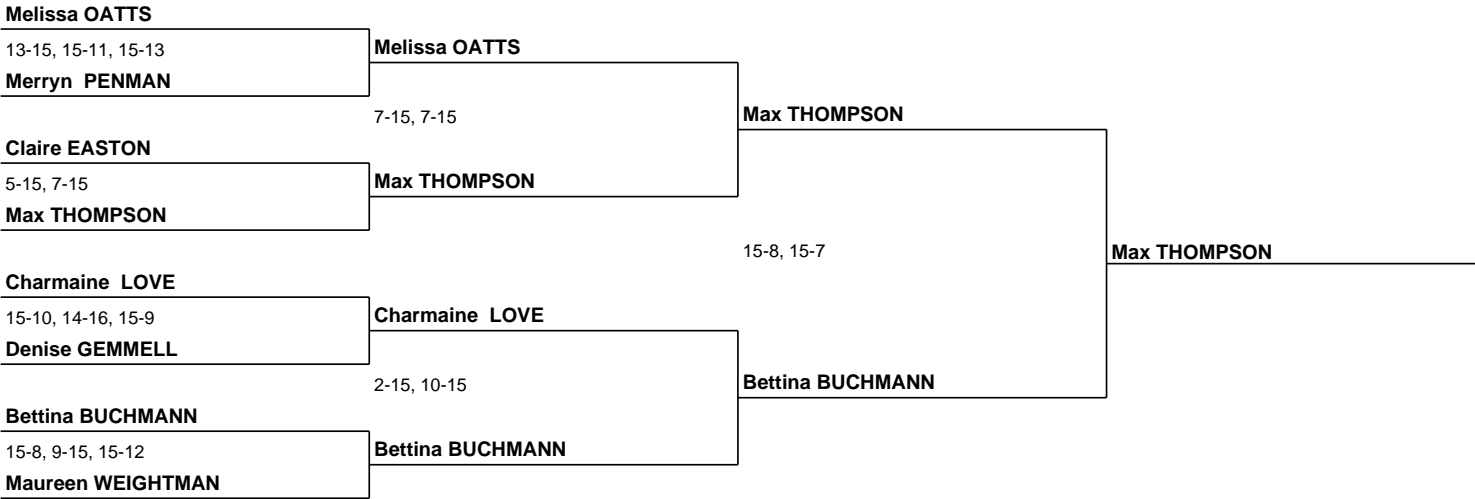 Melissa OATTS
13-15, 15-11, 15-13
Melissa OATTS
Merryn  PENMAN
7-15, 7-15
Max THOMPSON
Claire EASTON
5-15, 7-15
Max THOMPSON
Max THOMPSON
15-8, 15-7
Max THOMPSON
Charmaine  LOVE
15-10, 14-16, 15-9
Charmaine  LOVE
Denise GEMMELL
2-15, 10-15
Bettina BUCHMANN
Bettina BUCHMANN
15-8, 9-15, 15-12
Bettina BUCHMANN
Maureen WEIGHTMAN